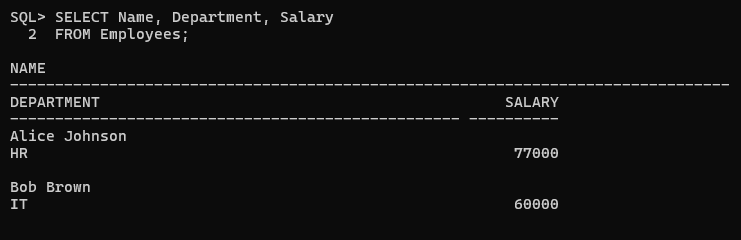 SQL> SELECT Name, Department, Salary
  2  FROM Employees;
NAME
--------------------------------------------------------------------------------
DEPARTMENT                                             SALARY
-------------------------------------------------- ----------
Alice Johnson
HR                                                      77000
Bob Brown
IT                                                      60000